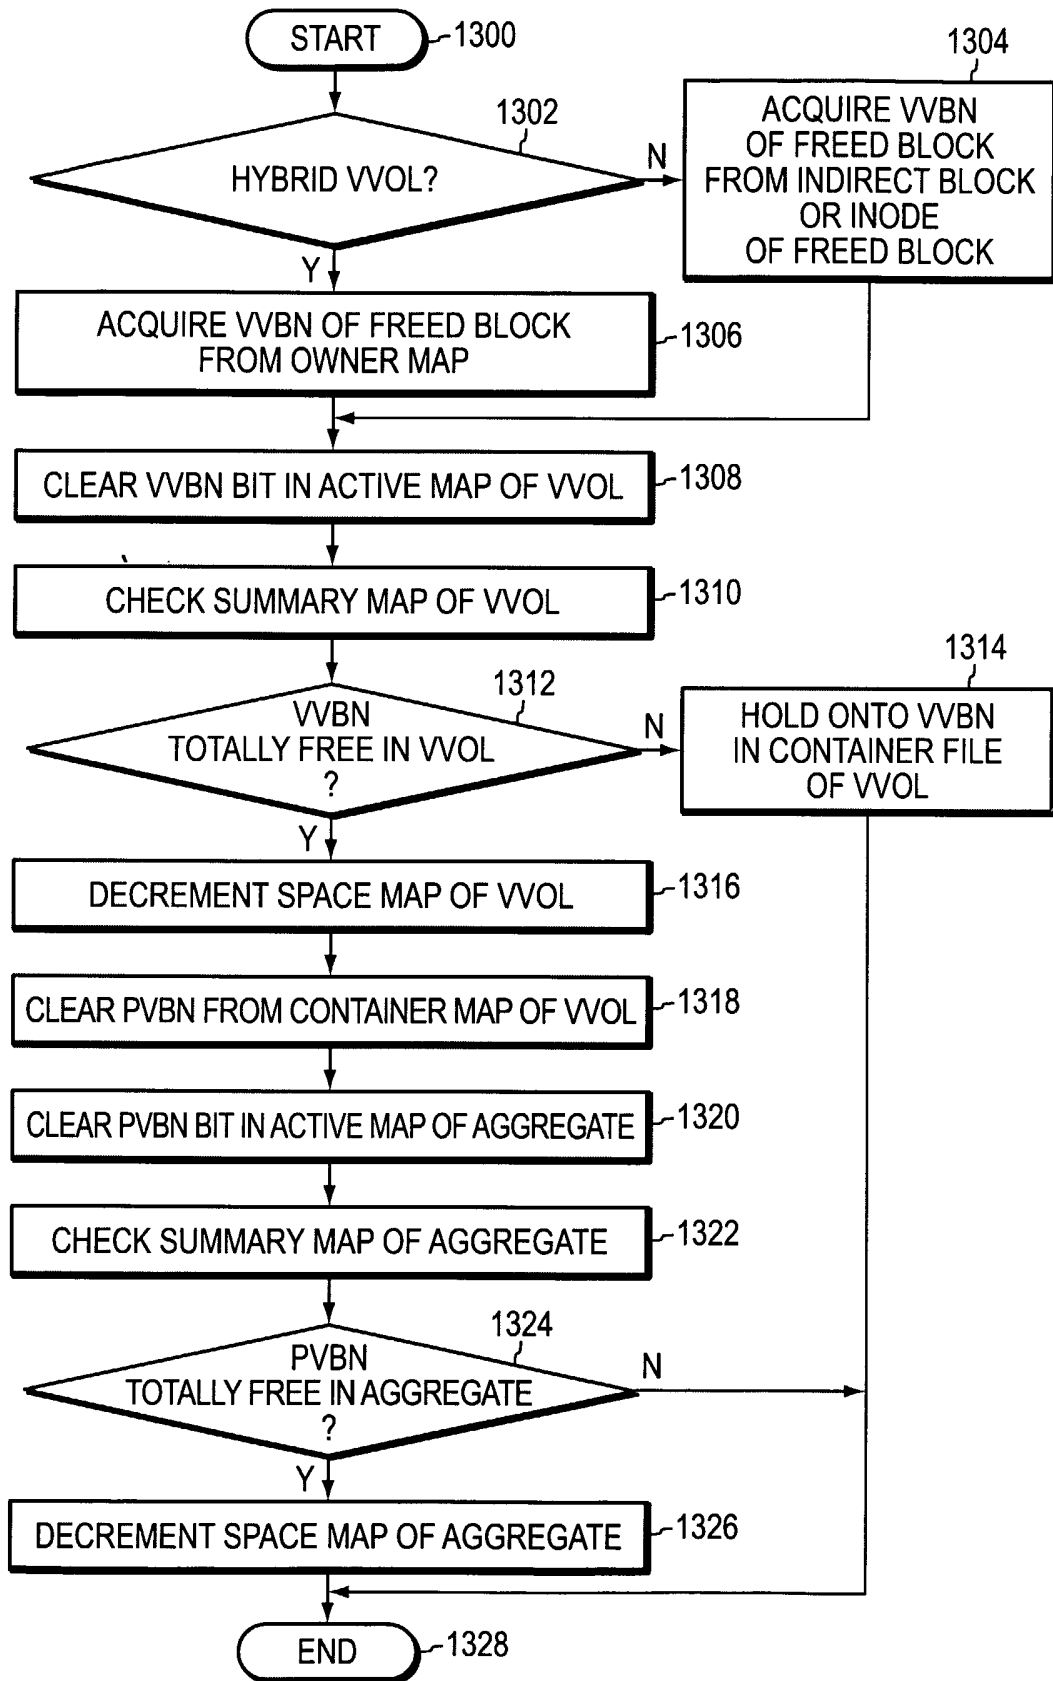 START
1300
1302
HYBRID VVOL?
N
1304
ACQUIRE VVBN
OF FREED BLOCK
FROM INDIRECT BLOCK
OR INODE
OF FREED BLOCK
Y
ACQUIRE VVBN OF FREED BLOCK
FROM OWNER MAP
1306
CLEAR VVBN BIT IN ACTIVE MAP OF VVOL
1308
CHECK SUMMARY MAP OF VVOL
1310
1312
VVBN
TOTALLY FREE IN VVOL
?
N
1314
HOLD ONTO VVBN
IN CONTAINER FILE
OF VVOL
Y
DECREMENT SPACE MAP OF VVOL
1316
CLEAR PVBN FROM CONTAINER MAP OF VVOL
1318
CLEAR PVBN BIT IN ACTIVE MAP OF AGGREGATE
1320
CHECK SUMMARY MAP OF AGGREGATE
1322
1324
PVBN
TOTALLY FREE IN AGGREGATE
?
N
Y
DECREMENT SPACE MAP OF AGGREGATE
1326
END
1328